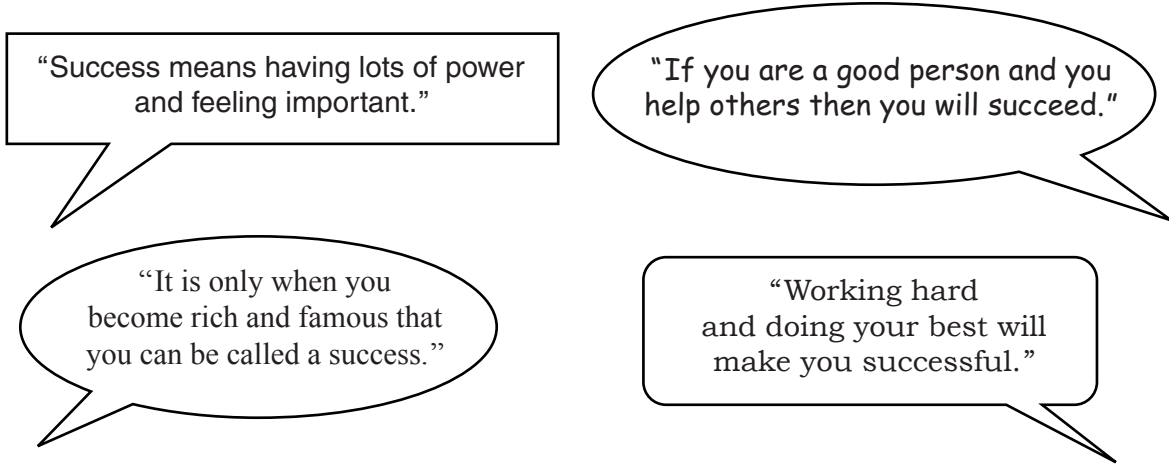 “Success means having lots of power
and feeling important.”
“If you are a good person and you
help others then you will succeed.”
“It is only when you
become rich and famous that
you can be called a success.”
“Working hard
and doing your best will
make you successful.”